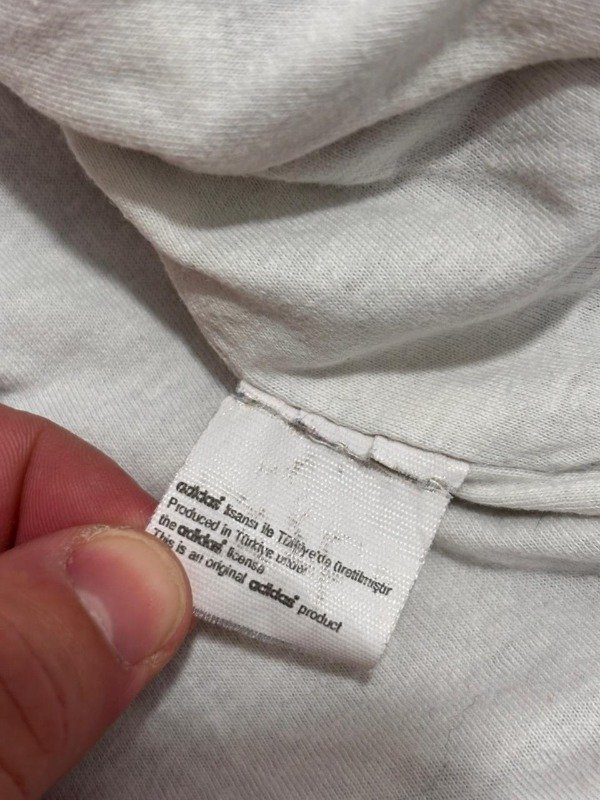 adidas lisansı ile Türkiye'de üretilmiştir
Produced in Türkiye under
the adidas license
This is an original adidas product